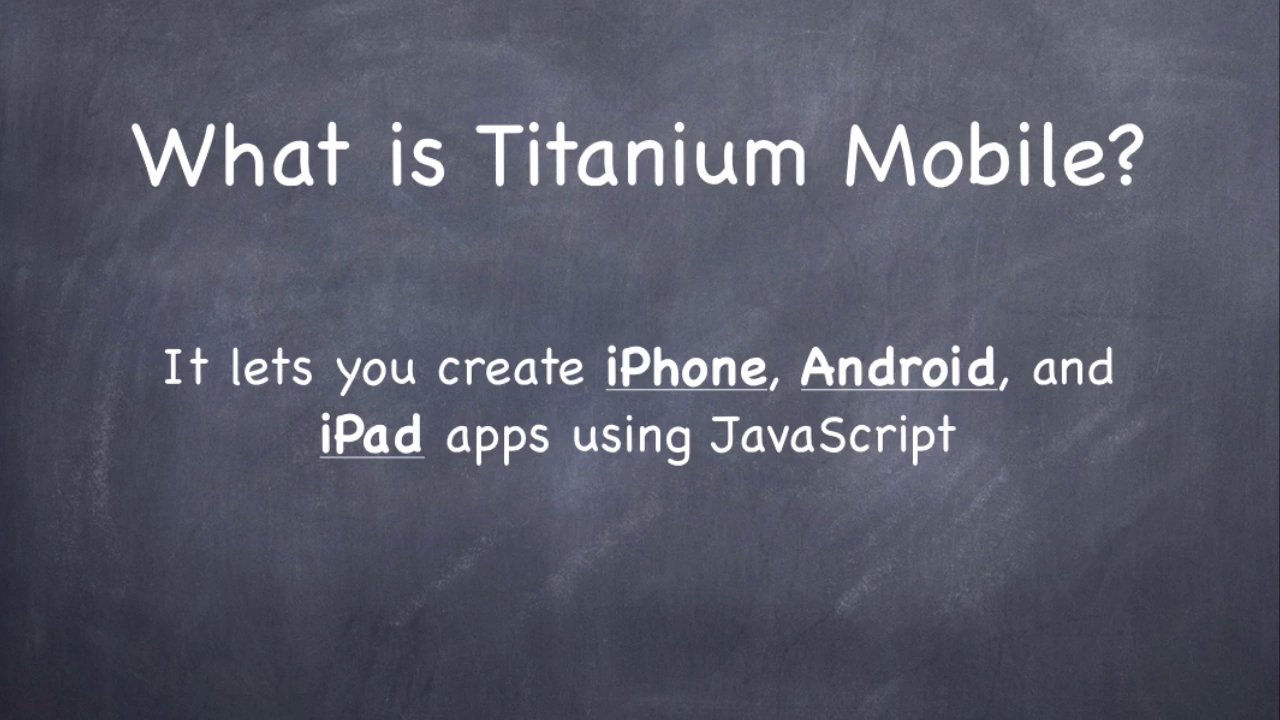 What is Titanium Mobile?
It lets you create iPhone, Android, and
iPad apps using JavaScript